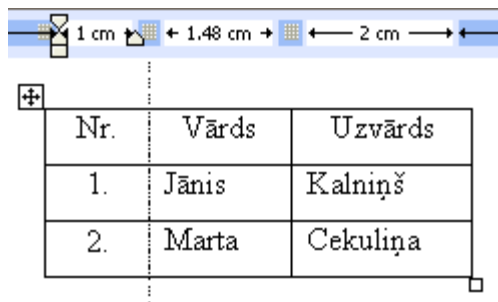 1 cm 1.48 cm 2 cm
Nr. Vārds Uzvārds
1. Jānis Kalniņš
2. Marta Cekuliņa